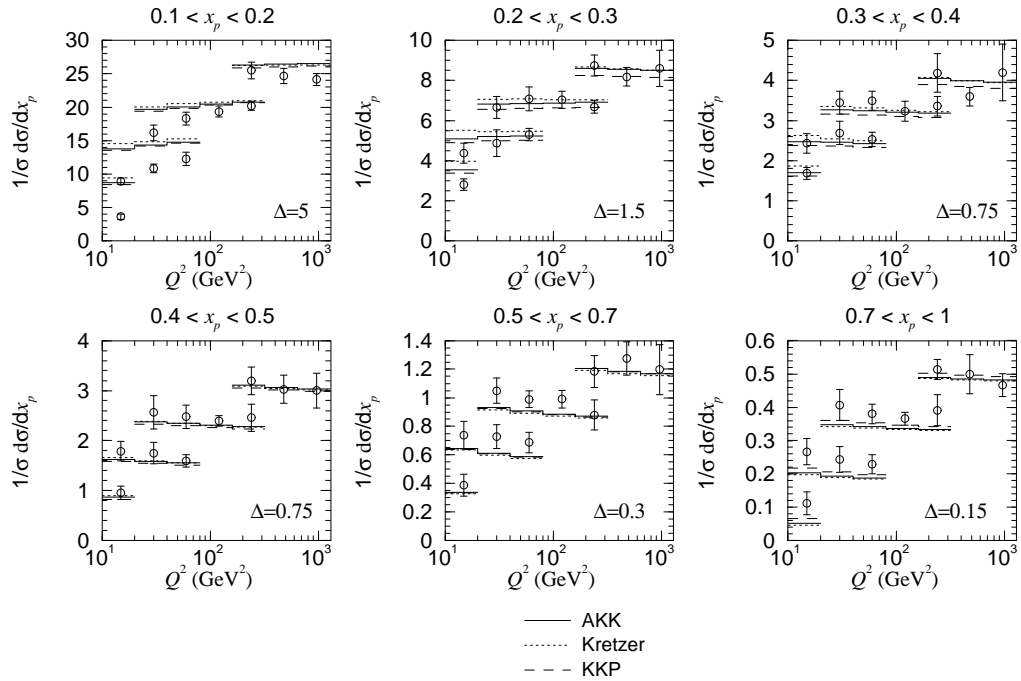 0.1 < x_p < 0.2
0.2 < x_p < 0.3
0.3 < x_p < 0.4
1/σ dσ/dx_p
30
25
20
15
10
5
0
Δ=5
10^1
10^2
10^3
Q^2 (GeV^2)
1/σ dσ/dx_p
10
8
6
4
2
0
Δ=1.5
10^1
10^2
10^3
Q^2 (GeV^2)
1/σ dσ/dx_p
5
4
3
2
1
0
Δ=0.75
10^1
10^2
10^3
Q^2 (GeV^2)
0.4 < x_p < 0.5
0.5 < x_p < 0.7
0.7 < x_p < 1
1/σ dσ/dx_p
4
3
2
1
0
Δ=0.75
10^1
10^2
10^3
Q^2 (GeV^2)
1/σ dσ/dx_p
1.4
1.2
1
0.8
0.6
0.4
0.2
0
Δ=0.3
10^1
10^2
10^3
Q^2 (GeV^2)
1/σ dσ/dx_p
0.6
0.5
0.4
0.3
0.2
0.1
0
Δ=0.15
10^1
10^2
10^3
Q^2 (GeV^2)
AKK
Kretzer
KKP